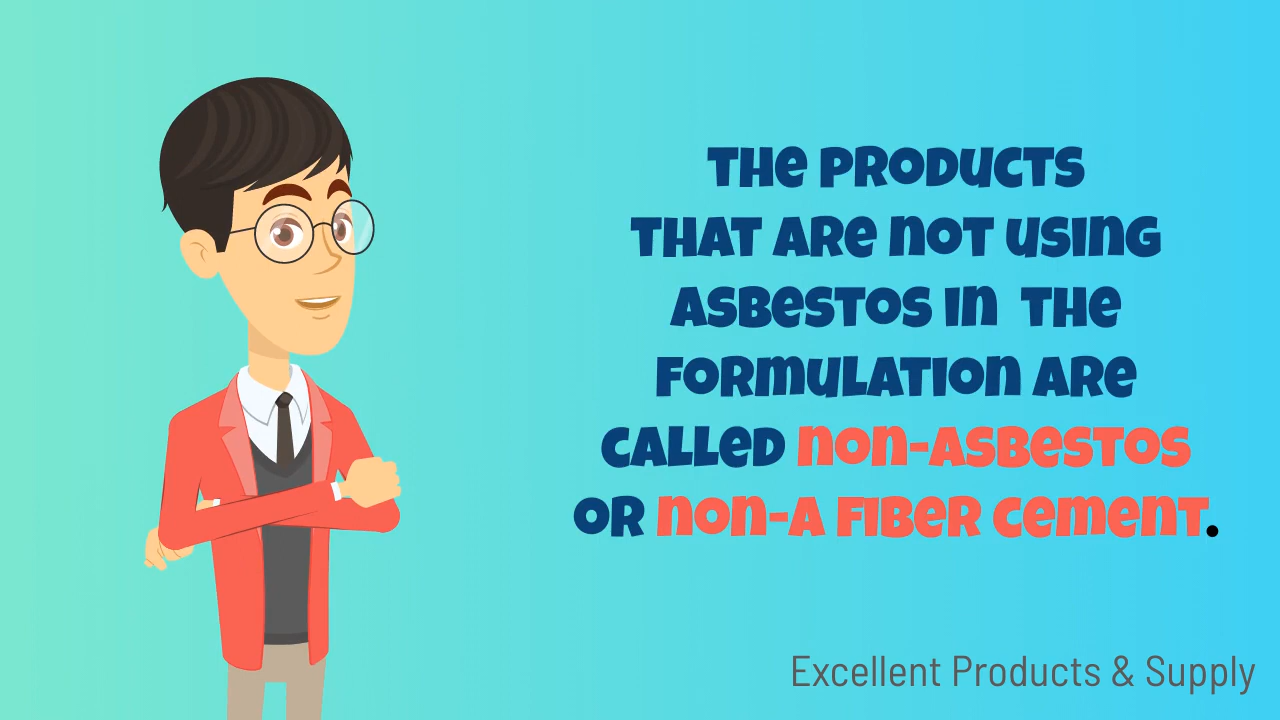 THE PRODUCTS
THAT ARE NOT USING
ASBESTOS IN THE
FORMULATION ARE
CALLED NON-ASBESTOS
OR NON-A FIBER CEMENT.
Excellent Products & Supply